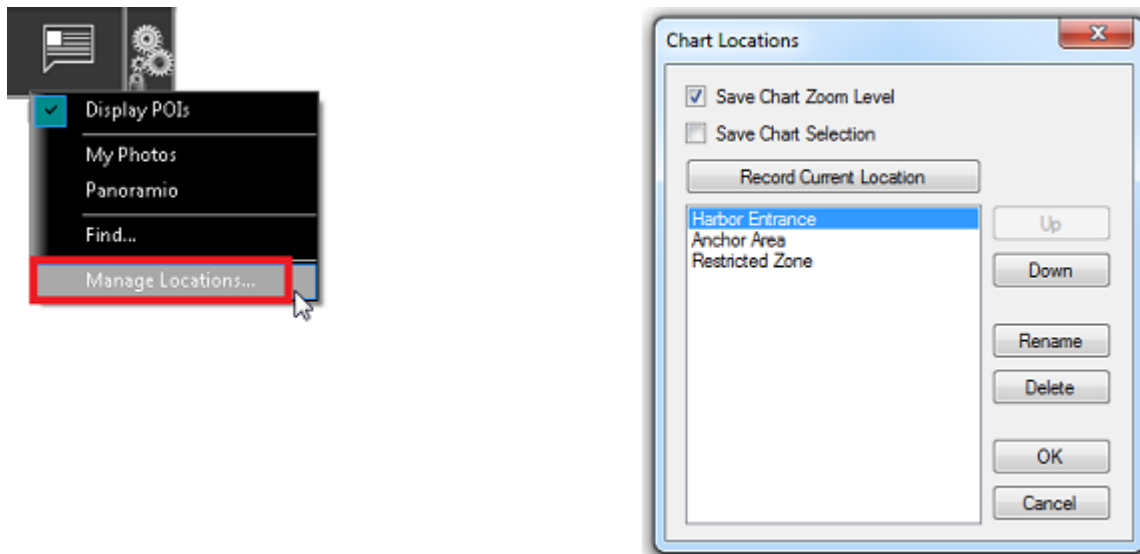 Display POIs
My Photos
Panoramio
Find...
Manage Locations...
Chart Locations
Save Chart Zoom Level
Save Chart Selection
Record Current Location
Harbor Entrance
Anchor Area
Restricted Zone
Up
Down
Rename
Delete
OK
Cancel